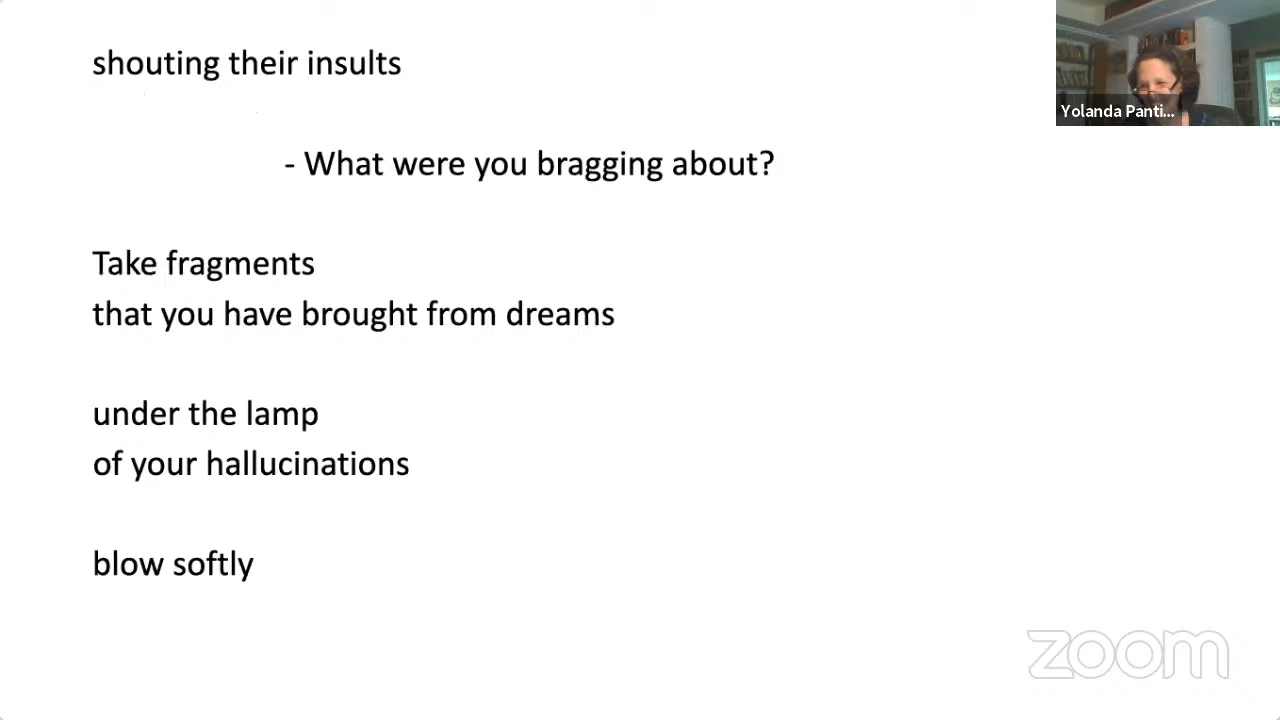 shouting their insults
Yolanda Panti...
- What were you bragging about?
Take fragments
that you have brought from dreams
under the lamp
of your hallucinations
blow softly
zoom